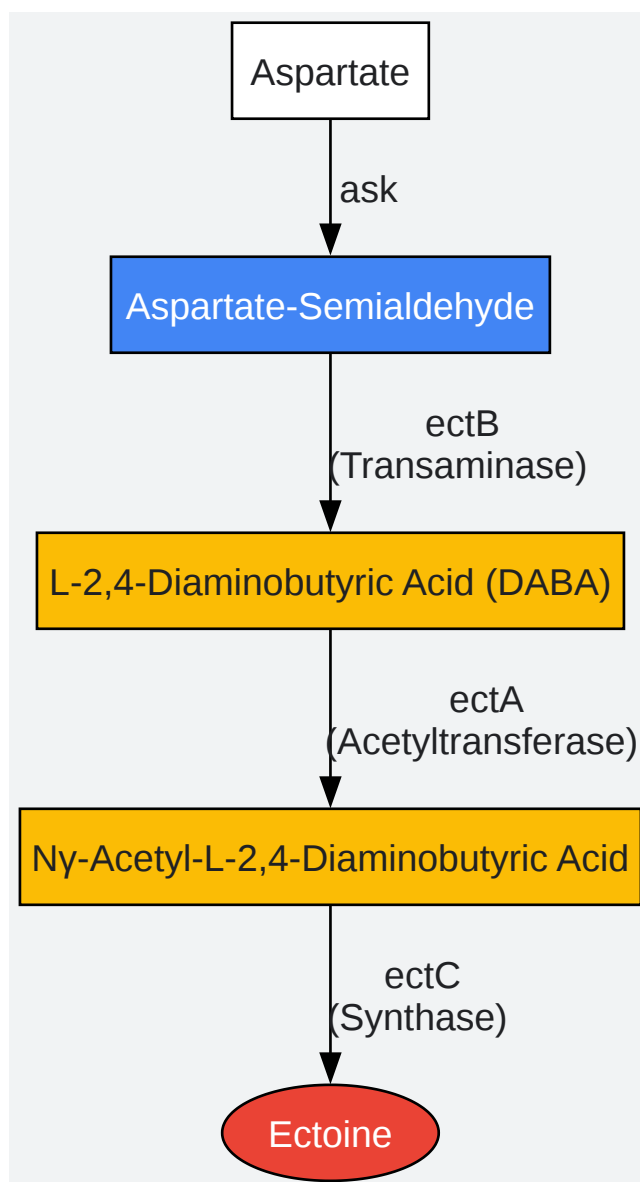 Aspartate
ask
Aspartate-Semialdehyde
ectB
(Transaminase)
L-2,4-Diaminobutyric Acid (DABA)
ectA
(Acetyltransferase)
Nγ-Acetyl-L-2,4-Diaminobutyric Acid
ectC
(Synthase)
Ectoine